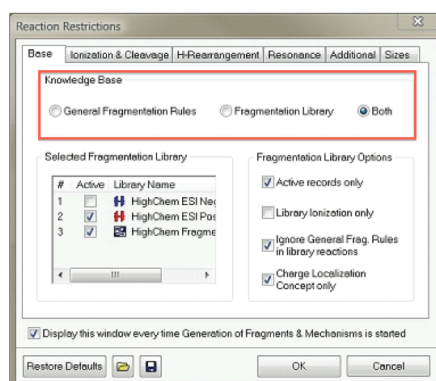 Reaction Restrictions
Base Ionization & Cleavage H-Rearrangement Resonance Additional Sizes
Knowledge Base
General Fragmentation Rules Fragmentation Library Both
Selected Fragmentation Library
# Active Library Name
1 HighChem ESI Neg
2 HighChem ESI Pos
3 HighChem Fragme
Fragmentation Library Options
Active records only
Library Ionization only
Ignore General Frag. Rules
in library reactions
Charge Localization
Concept only
Display this window every time Generation of Fragments & Mechanisms is started
Restore Defaults OK Cancel